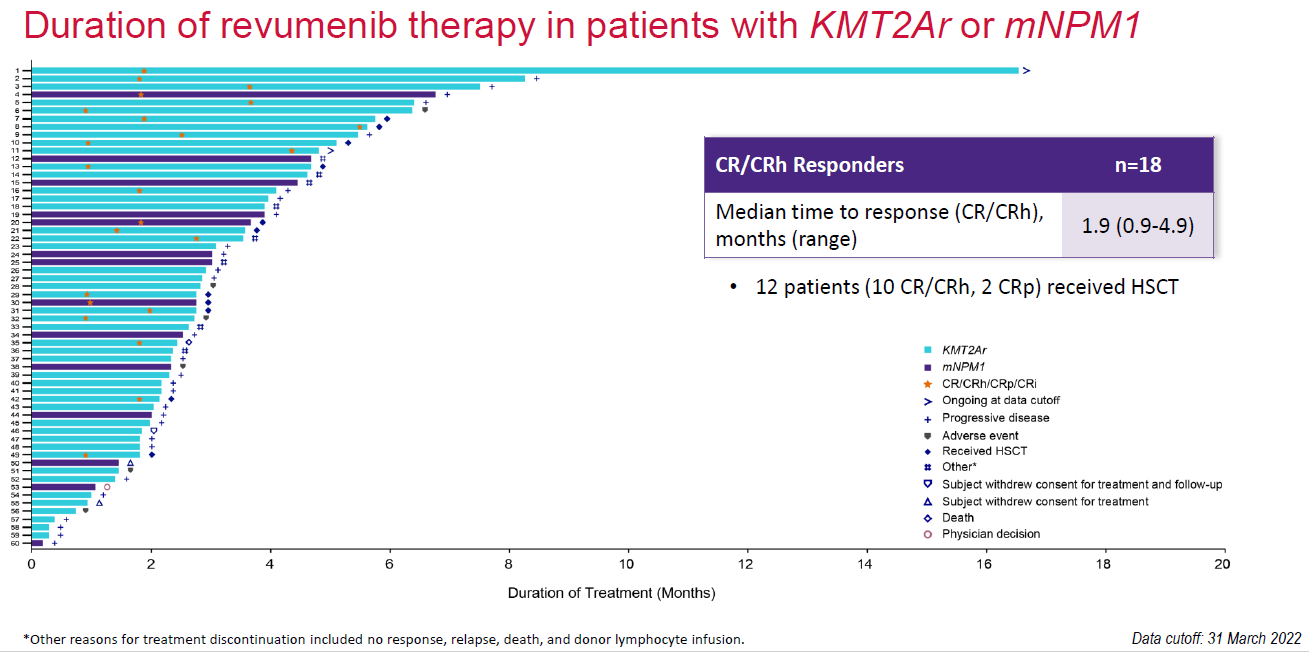 Duration of revumenib therapy in patients with KMT2Ar or mNPM1
1
2
3
4
5
6
7
8
9
10
11
12
13
14
15
16
17
18
19
20
21
22
23
24
25
26
27
28
29
30
31
32
33
34
35
36
37
38
39
40
41
42
43
44
45
46
47
48
49
50
51
52
53
54
55
56
57
58
59
60
CR/CRh Responders n=18
Median time to response (CR/CRh),
months (range) 1.9 (0.9-4.9)
• 12 patients (10 CR/CRh, 2 CRp) received HSCT
KMT2Ar
mNPM1
CR/CRh/CRp/CRi
Ongoing at data cutoff
Progressive disease
Adverse event
Received HSCT
Other*
Subject withdrew consent for treatment and follow-up
Subject withdrew consent for treatment
Death
Physician decision
0 2 4 6 8 10 12 14 16 18 20
Duration of Treatment (Months)
*Other reasons for treatment discontinuation included no response, relapse, death, and donor lymphocyte infusion.
Data cutoff: 31 March 2022